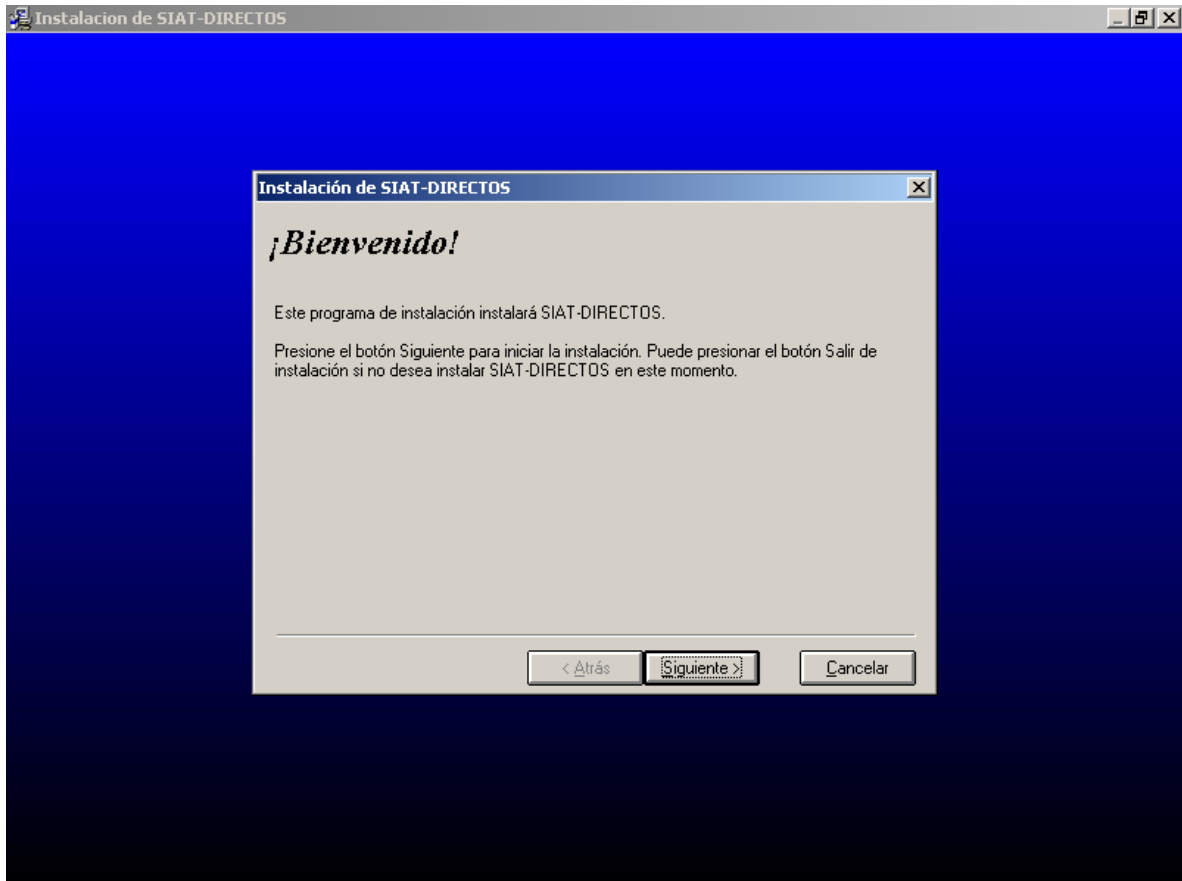 Instalacion de SIAT-DIRECTOS
Instalación de SIAT-DIRECTOS
¡Bienvenido!
Este programa de instalación instalará SIAT-DIRECTOS.
Presione el botón Siguiente para iniciar la instalación. Puede presionar el botón Salir de
instalación si no desea instalar SIAT-DIRECTOS en este momento.
< Atrás Siguiente > Cancelar